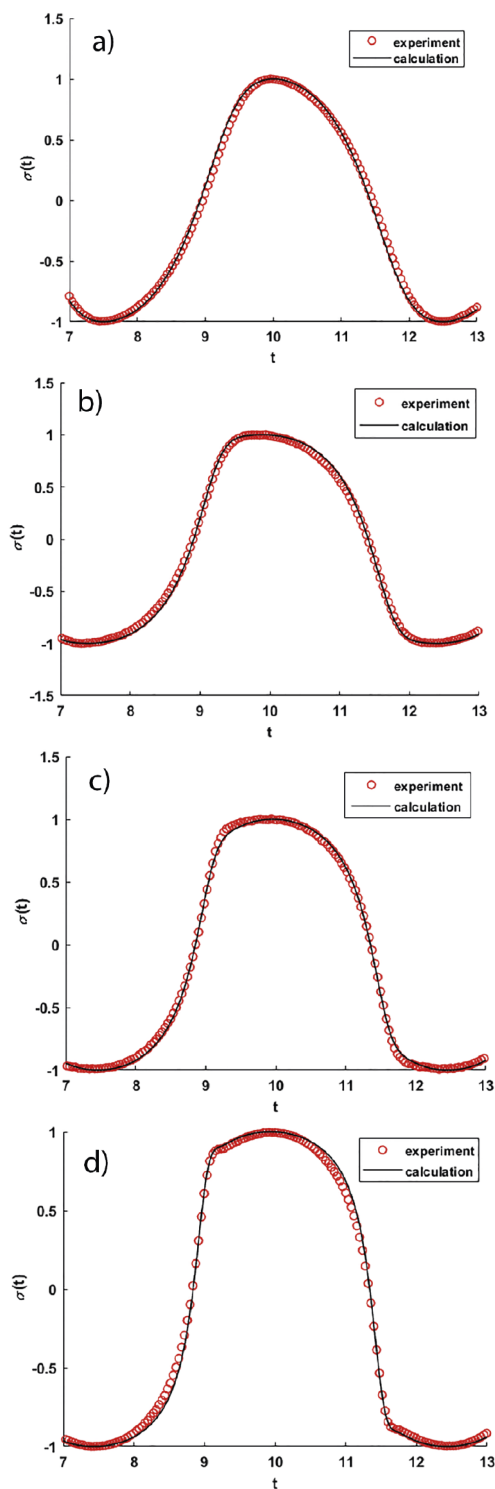 a)
experiment
calculation
1.5
1
0.5
0
-0.5
-1
σ(t)
7 8 9 10 11 12 13
t
b)
experiment
calculation
1.5
1
0.5
0
-0.5
-1
-1.5
σ(t)
7 8 9 10 11 12 13
t
c)
experiment
calculation
1.5
1
0.5
0
-0.5
-1
σ(t)
7 8 9 10 11 12 13
t
d)
experiment
calculation
1
0.5
0
-0.5
-1
σ(t)
7 8 9 10 11 12 13
t